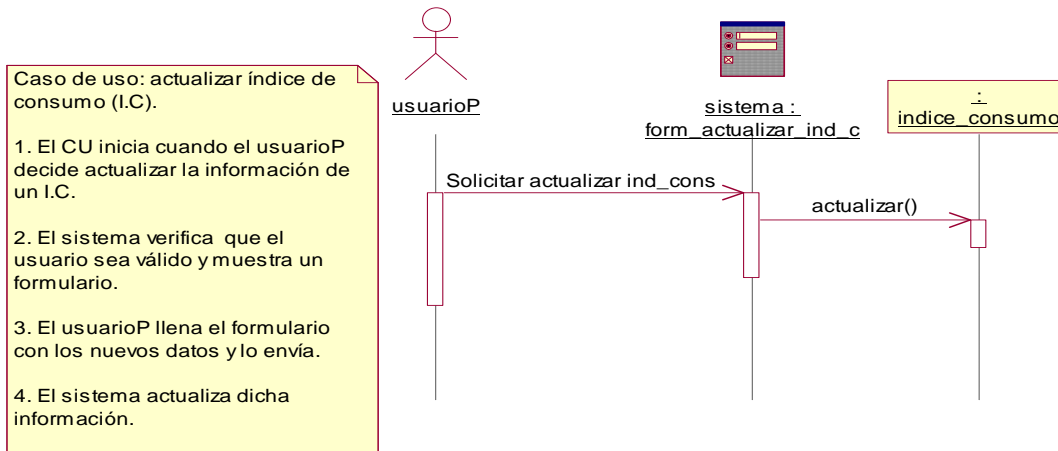 Caso de uso: actualizar índice de
consumo (I.C).
1. El CU inicia cuando el usuarioP
decide actualizar la información de
un I.C.
2. El sistema verifica que el
usuario sea válido y muestra un
formulario.
3. El usuarioP llena el formulario
con los nuevos datos y lo envía.
4. El sistema actualiza dicha
información.
usuarioP
sistema :
form_actualizar_ind_c
:
indice_consumo
Solicitar actualizar ind_cons
actualizar()